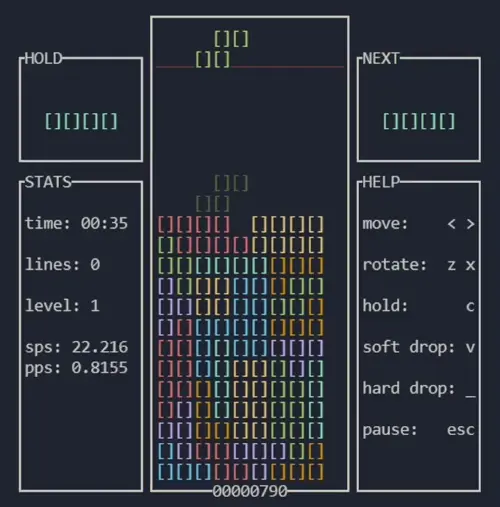 HOLD
[][][][]
STATS
time: 00:35
lines: 0
level: 1
sps: 22.216
pps: 0.8155
[][]
[][]
[][]
[][]
[][][][] [][][][]
[][][][][][][][][]
[][][][][][][][][]
[][][][][][][][][]
[][][][][][][][][]
[][][][][][][][][]
[][][][][][][][][]
[][][][][][][][][]
[][][][][][][][][]
[][][][][][][][][]
[][][][][][][][][]
[][][][][][][][][]
[][][][][][][][][]
00000790
NEXT
[][][][]
HELP
move: < >
rotate: z x
hold: c
soft drop: v
hard drop: _
pause: esc